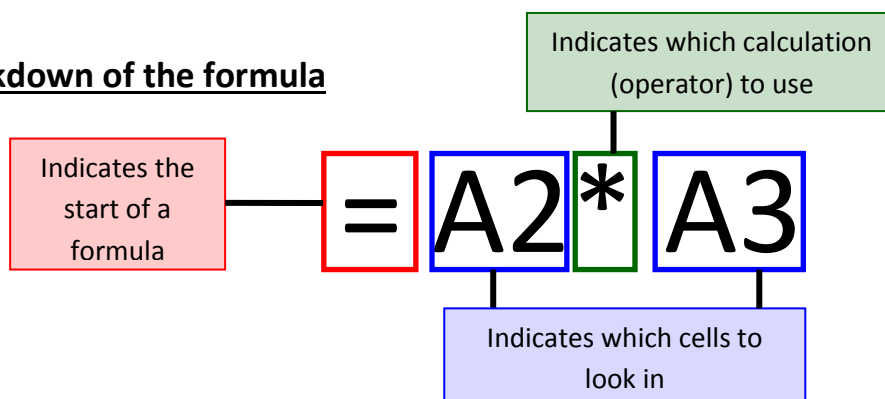 Indicates which calculation
(operator) to use
kdown of the formula
Indicates the
start of a
formula
= A2 * A3
Indicates which cells to
look in